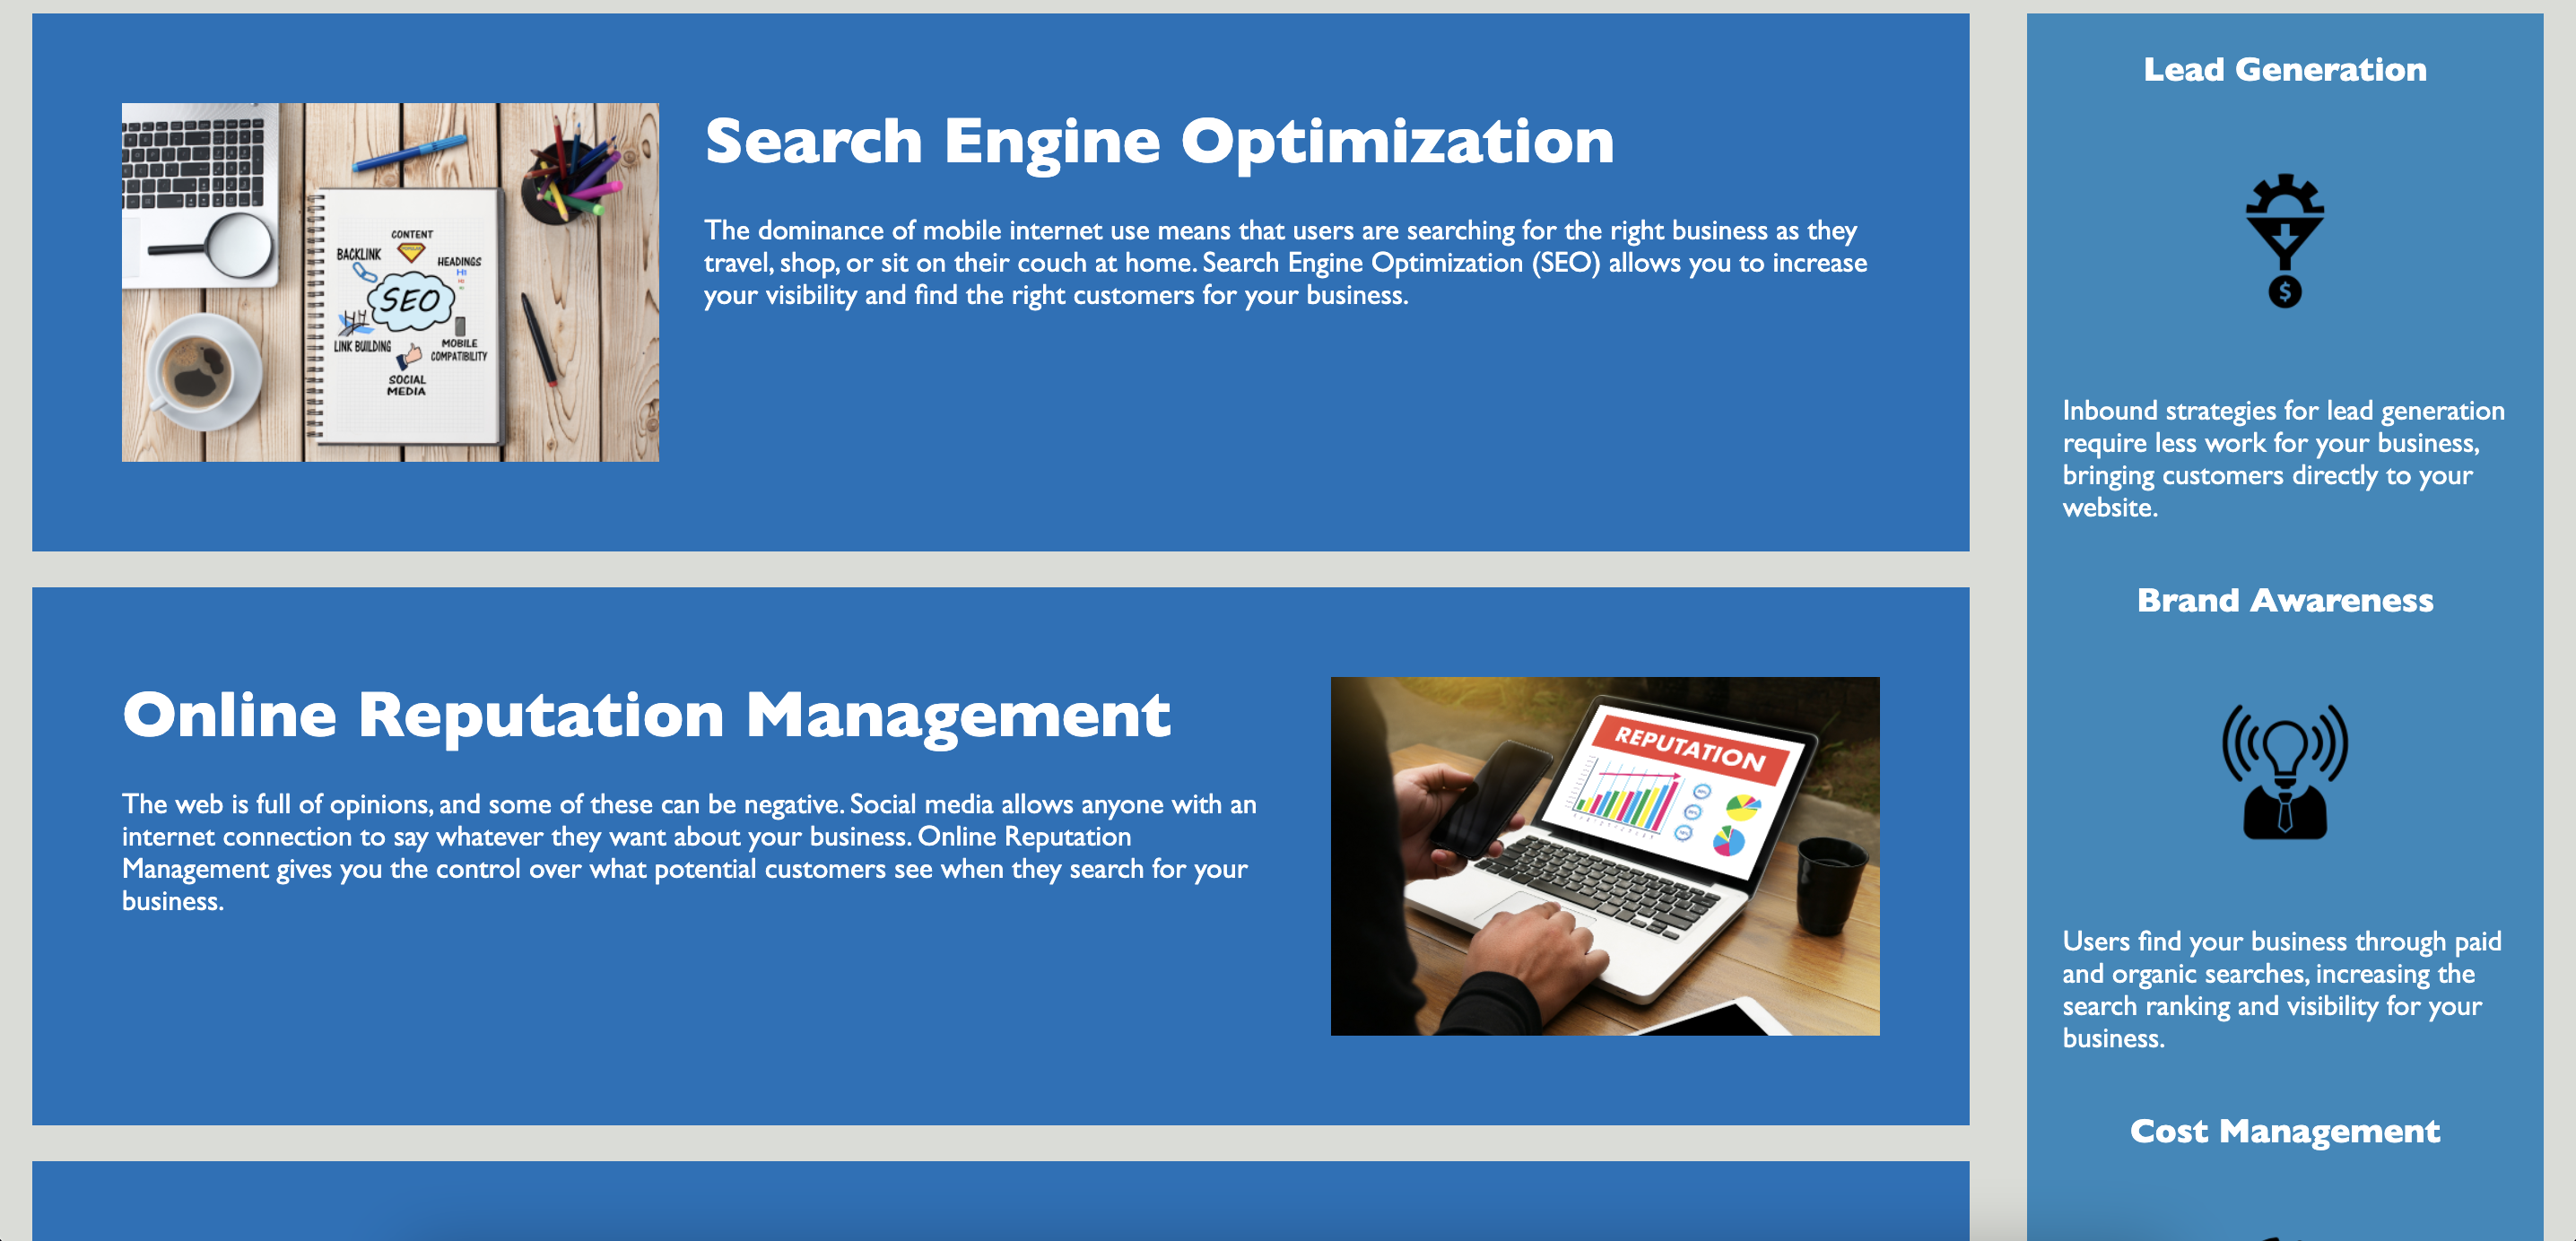 Search Engine Optimization
The dominance of mobile internet use means that users are searching for the right business as they
travel, shop, or sit on their couch at home. Search Engine Optimization (SEO) allows you to increase
your visibility and find the right customers for your business.
CONTENT
BACKLINK
HEADINGS
H1
SEO
LINK BUILDING
MOBILE
COMPATIBILITY
SOCIAL
MEDIA
Online Reputation Management
The web is full of opinions, and some of these can be negative. Social media allows anyone with an
internet connection to say whatever they want about your business. Online Reputation
Management gives you the control over what potential customers see when they search for your
business.
REPUTATION
Lead Generation
$
Inbound strategies for lead generation
require less work for your business,
bringing customers directly to your
website.
Brand Awareness
Users find your business through paid
and organic searches, increasing the
search ranking and visibility for your
business.
Cost Management